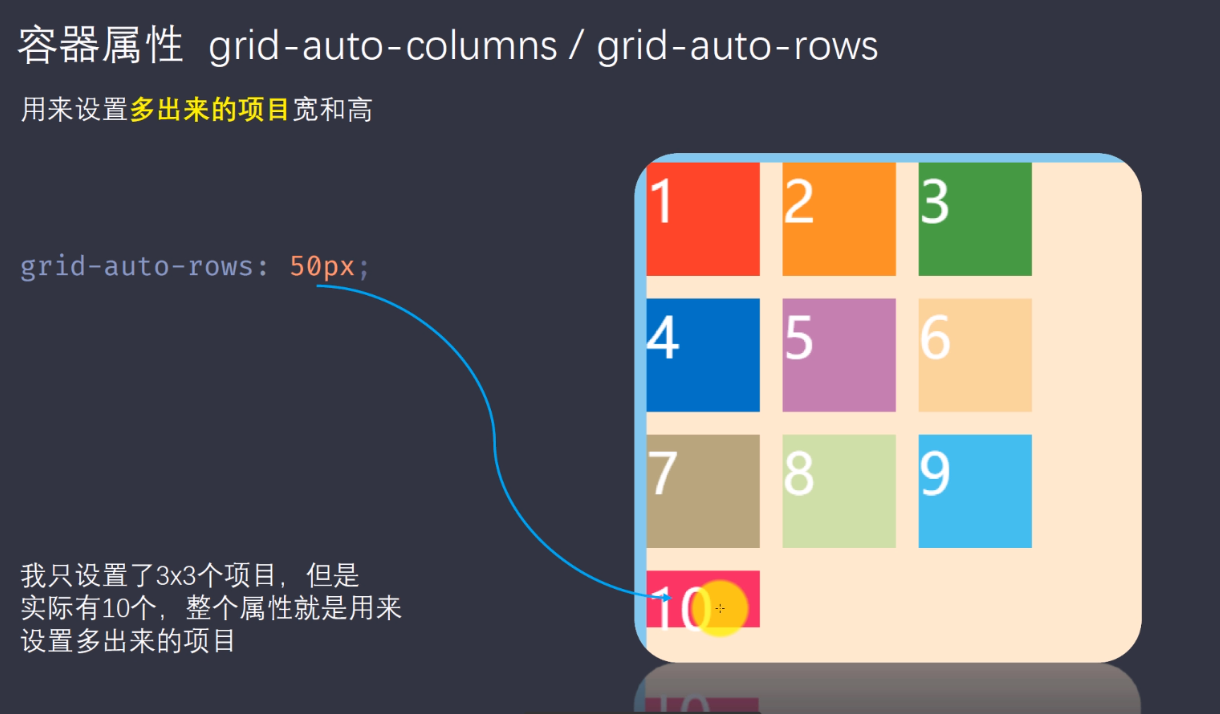 容器属性 grid-auto-columns / grid-auto-rows
用来设置多出来的项目宽和高
grid-auto-rows: 50px;
1 2 3
4 5 6
7 8 9
10
我只设置了3x3个项目，但是
实际有10个，整个属性就是用来
设置多出来的项目